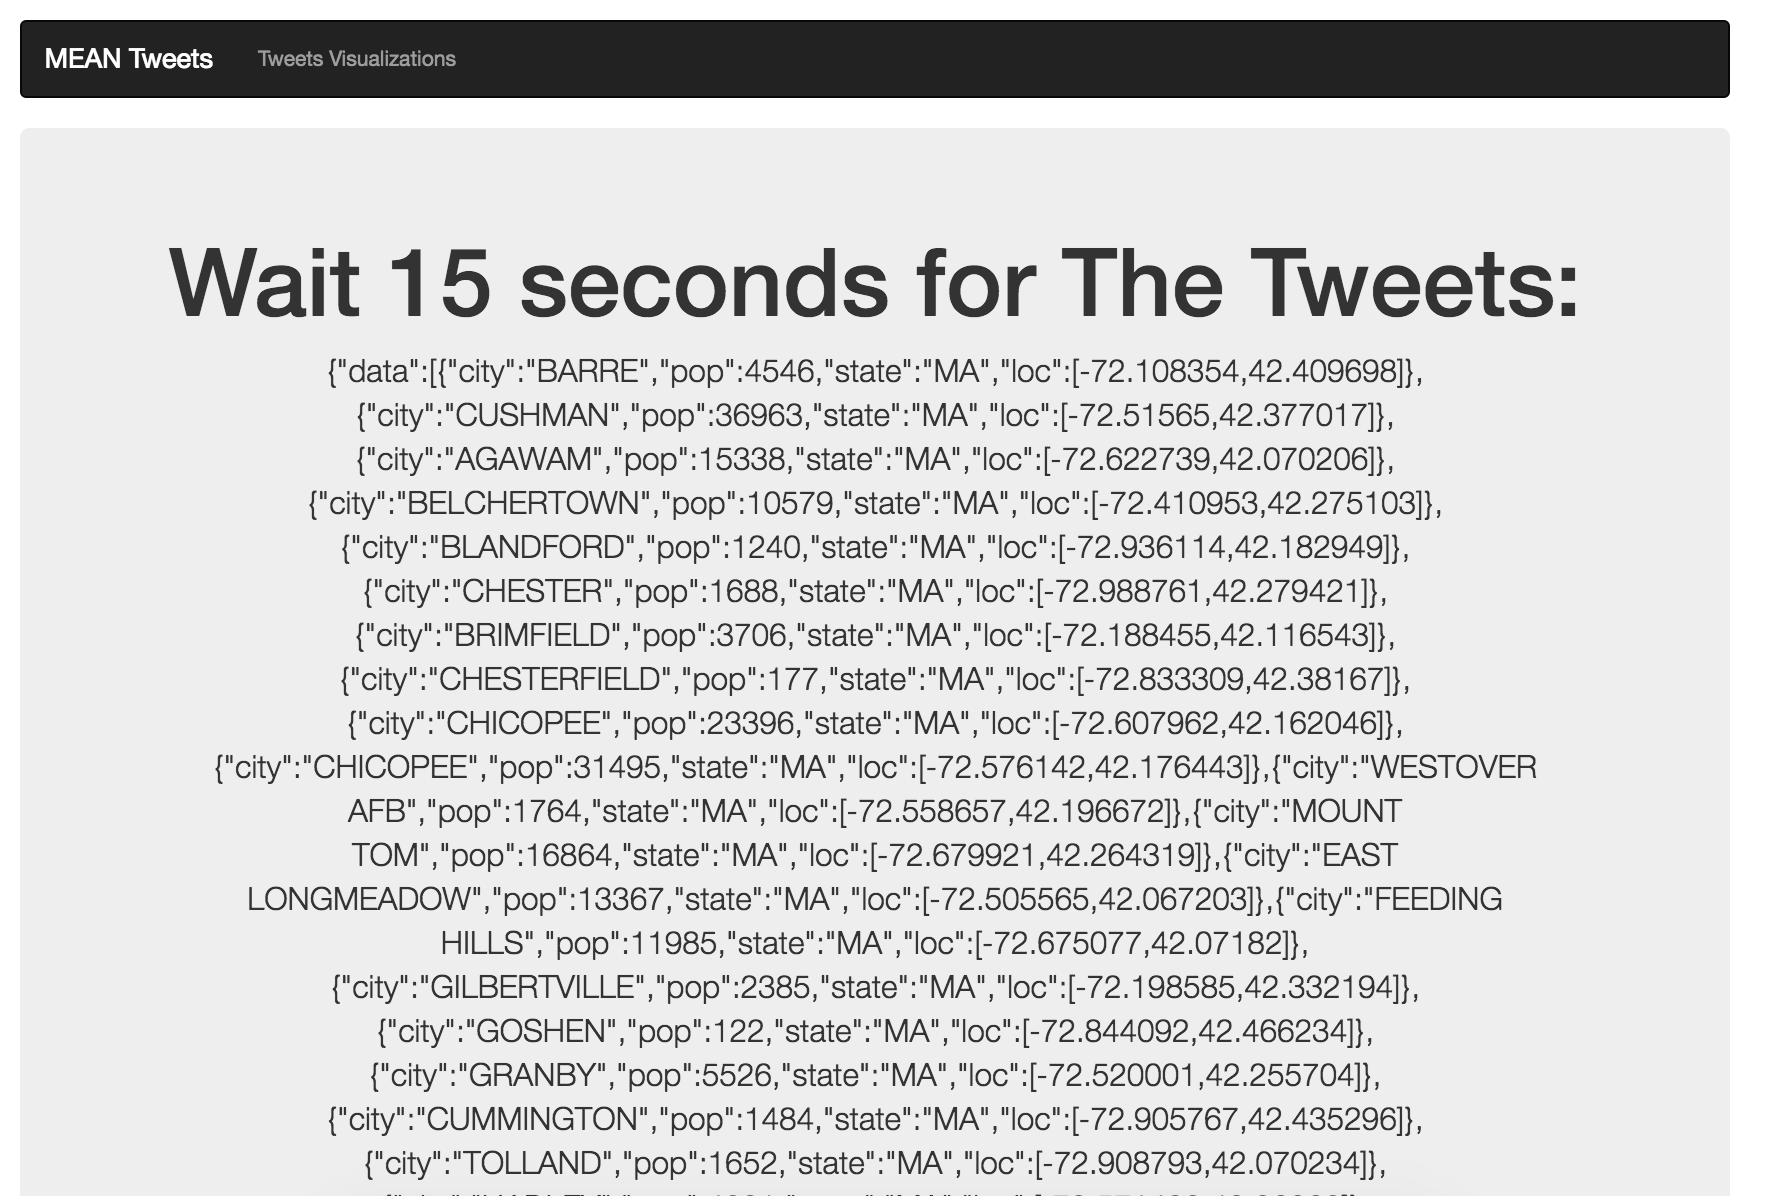 MEAN Tweets Tweets Visualizations
Wait 15 seconds for The Tweets:
{"data":[{"city":"BARRE","pop":4546,"state":"MA","loc":[-72.108354,42.409698]},
{"city":"CUSHMAN","pop":36963,"state":"MA","loc":[-72.51565,42.377017]},
{"city":"AGAWAM","pop":15338,"state":"MA","loc":[-72.622739,42.070206]},
{"city":"BELCHERTOWN","pop":10579,"state":"MA","loc":[-72.410953,42.275103]},
{"city":"BLANDFORD","pop":1240,"state":"MA","loc":[-72.936114,42.182949]},
{"city":"CHESTER","pop":1688,"state":"MA","loc":[-72.988761,42.279421]},
{"city":"BRIMFIELD","pop":3706,"state":"MA","loc":[-72.188455,42.116543]},
{"city":"CHESTERFIELD","pop":177,"state":"MA","loc":[-72.833309,42.38167]},
{"city":"CHICOPEE","pop":23396,"state":"MA","loc":[-72.607962,42.162046]},
{"city":"CHICOPEE","pop":31495,"state":"MA","loc":[-72.576142,42.176443]},{"city":"WESTOVER
AFB","pop":1764,"state":"MA","loc":[-72.558657,42.196672]},{"city":"MOUNT
TOM","pop":16864,"state":"MA","loc":[-72.679921,42.264319]},{"city":"EAST
LONGMEADOW","pop":13367,"state":"MA","loc":[-72.505565,42.067203]},{"city":"FEEDING
HILLS","pop":11985,"state":"MA","loc":[-72.675077,42.07182]},
{"city":"GILBERTVILLE","pop":2385,"state":"MA","loc":[-72.198585,42.332194]},
{"city":"GOSHEN","pop":122,"state":"MA","loc":[-72.844092,42.466234]},
{"city":"GRANBY","pop":5526,"state":"MA","loc":[-72.520001,42.255704]},
{"city":"CUMMINGTON","pop":1484,"state":"MA","loc":[-72.905767,42.435296]},
{"city":"TOLLAND","pop":1652,"state":"MA","loc":[-72.908793,42.070234]},